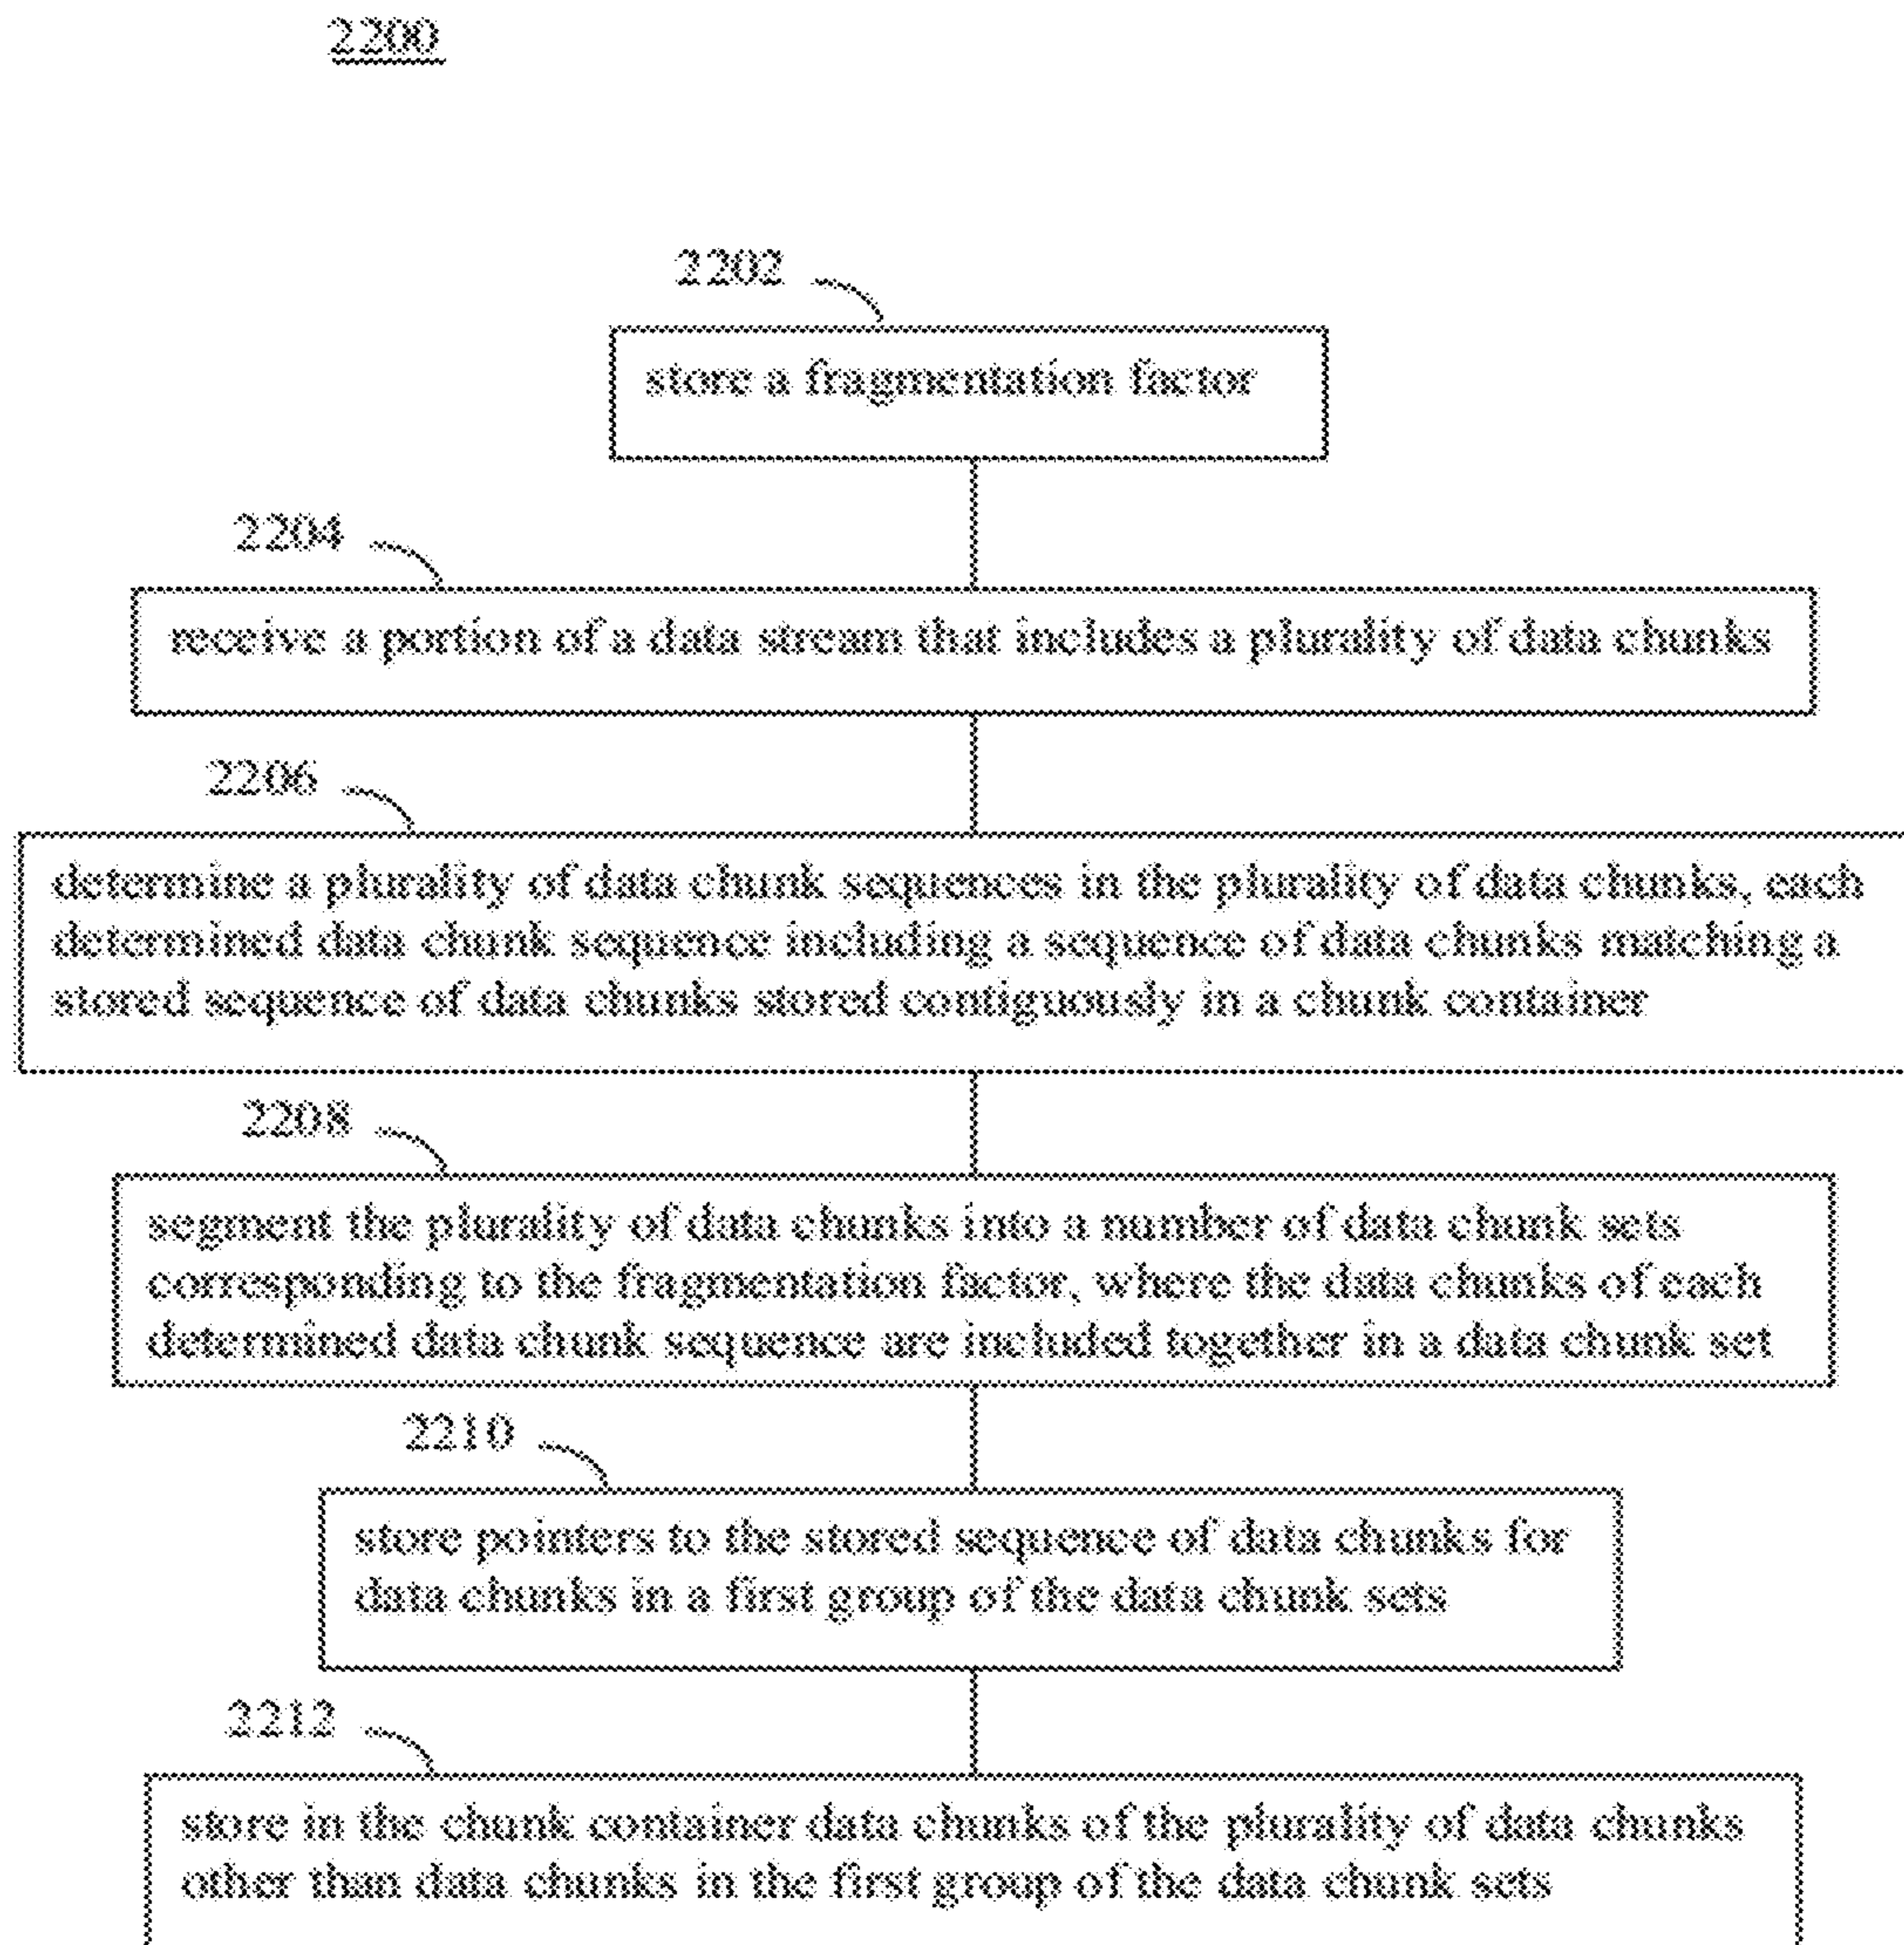 2200
2202
store a fragmentation factor
2204
receive a portion of a data stream that includes a plurality of data chunks
2206
determine a plurality of data chunk sequences in the plurality of data chunks, each
determined data chunk sequence including a sequence of data chunks matching a
stored sequence of data chunks stored contiguously in a chunk container
2208
segment the plurality of data chunks into a number of data chunk sets
corresponding to the fragmentation factor, where the data chunks of each
determined data chunk sequence are included together in a data chunk set
2210
store pointers to the stored sequence of data chunks for
data chunks in a first group of the data chunk sets
2212
store in the chunk container data chunks of the plurality of data chunks
other than data chunks in the first group of the data chunk sets